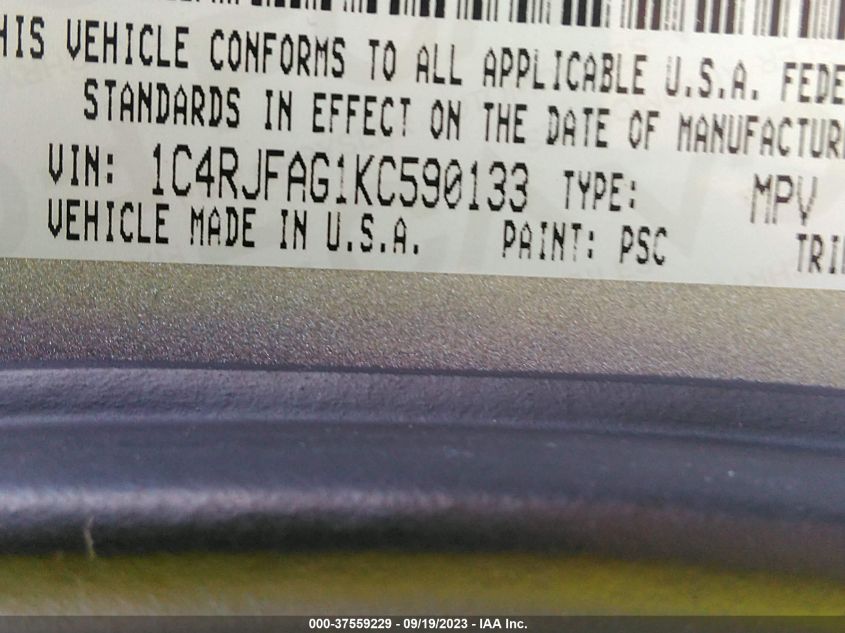 HIS VEHICLE CONFORMS TO ALL APPLICABLE U.S.A. FEDE
STANDARDS IN EFFECT ON THE DATE OF MANUFACTUR
VIN: 1C4RJFAG1KC590133 TYPE: MPV
VEHICLE MADE IN U.S.A. PAINT: PSC TRI
000-37559229 - 09/19/2023 - IAA Inc.